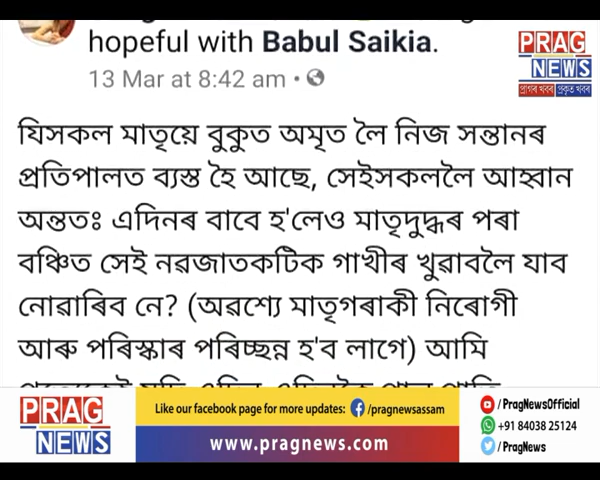 hopeful with Babul Saikia.
13 Mar at 8:42 am •
PRAG
NEWS
প্ৰাগৰ খবৰ প্ৰকৃত খবৰ
যিসকল মাতৃয়ে বুকুত অমৃত লৈ নিজ সন্তানৰ
প্ৰতিপালত ব্যস্ত হৈ আছে, সেইসকললৈ আহ্বান
অন্ততঃ এদিনৰ বাবে হ'লেও মাতৃদুগ্ধৰ পৰা
বঞ্চিত সেই নৱজাতকটিক গাখীৰ খুৱাবলৈ যাব
নোৱাৰিব নে? (অৱশ্যে মাতৃগৰাকী নিৰোগী
আৰু পৰিস্কাৰ পৰিচ্ছন্ন হ'ব লাগে) আমি
PRAG
NEWS
Like our facebook page for more updates: f /pragnewsassam
www.pragnews.com
/PragNewsOfficial
+91 84038 25124
/PragNews